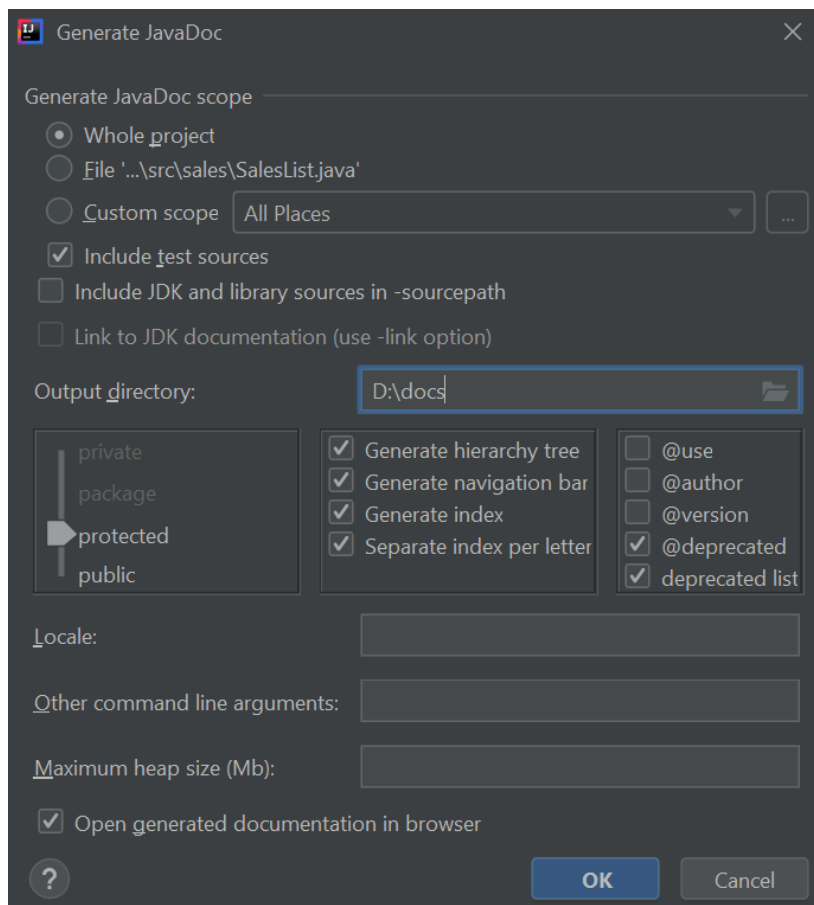 IJ
Generate JavaDoc
Generate JavaDoc scope
Whole project
File '...\src\sales\SalesList.java'
Custom scope All Places ...
Include test sources
Include JDK and library sources in -sourcepath
Link to JDK documentation (use -link option)
Output directory: D:\docs
private
package
protected
public
Generate hierarchy tree
Generate navigation bar
Generate index
Separate index per letter
@use
@author
@version
@deprecated
deprecated list
Locale:
Other command line arguments:
Maximum heap size (Mb):
Open generated documentation in browser
? OK Cancel